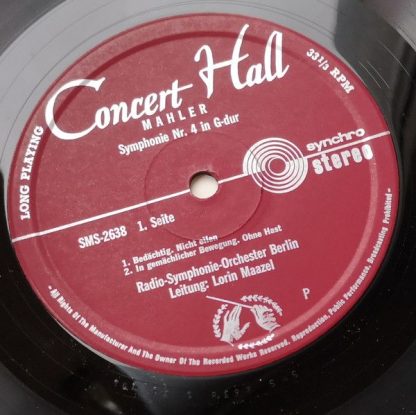 Concert Hall
LONG PLAYING
33 1/3 RPM
MAHLER
Symphonie Nr. 4 in G-dur
synchro
stereo
SMS-2638 1. Seite
1. Bedächtig. Nicht eilen
2. In gemächlicher Bewegung. Ohne Hast
Radio-Symphonie-Orchester Berlin
Leitung: Lorin Maazel
P
- All Rights Of The Manufacturer And The Owner Of The Recorded Works Reserved. Reproduction, Public Performance, Broadcasting Prohibited -